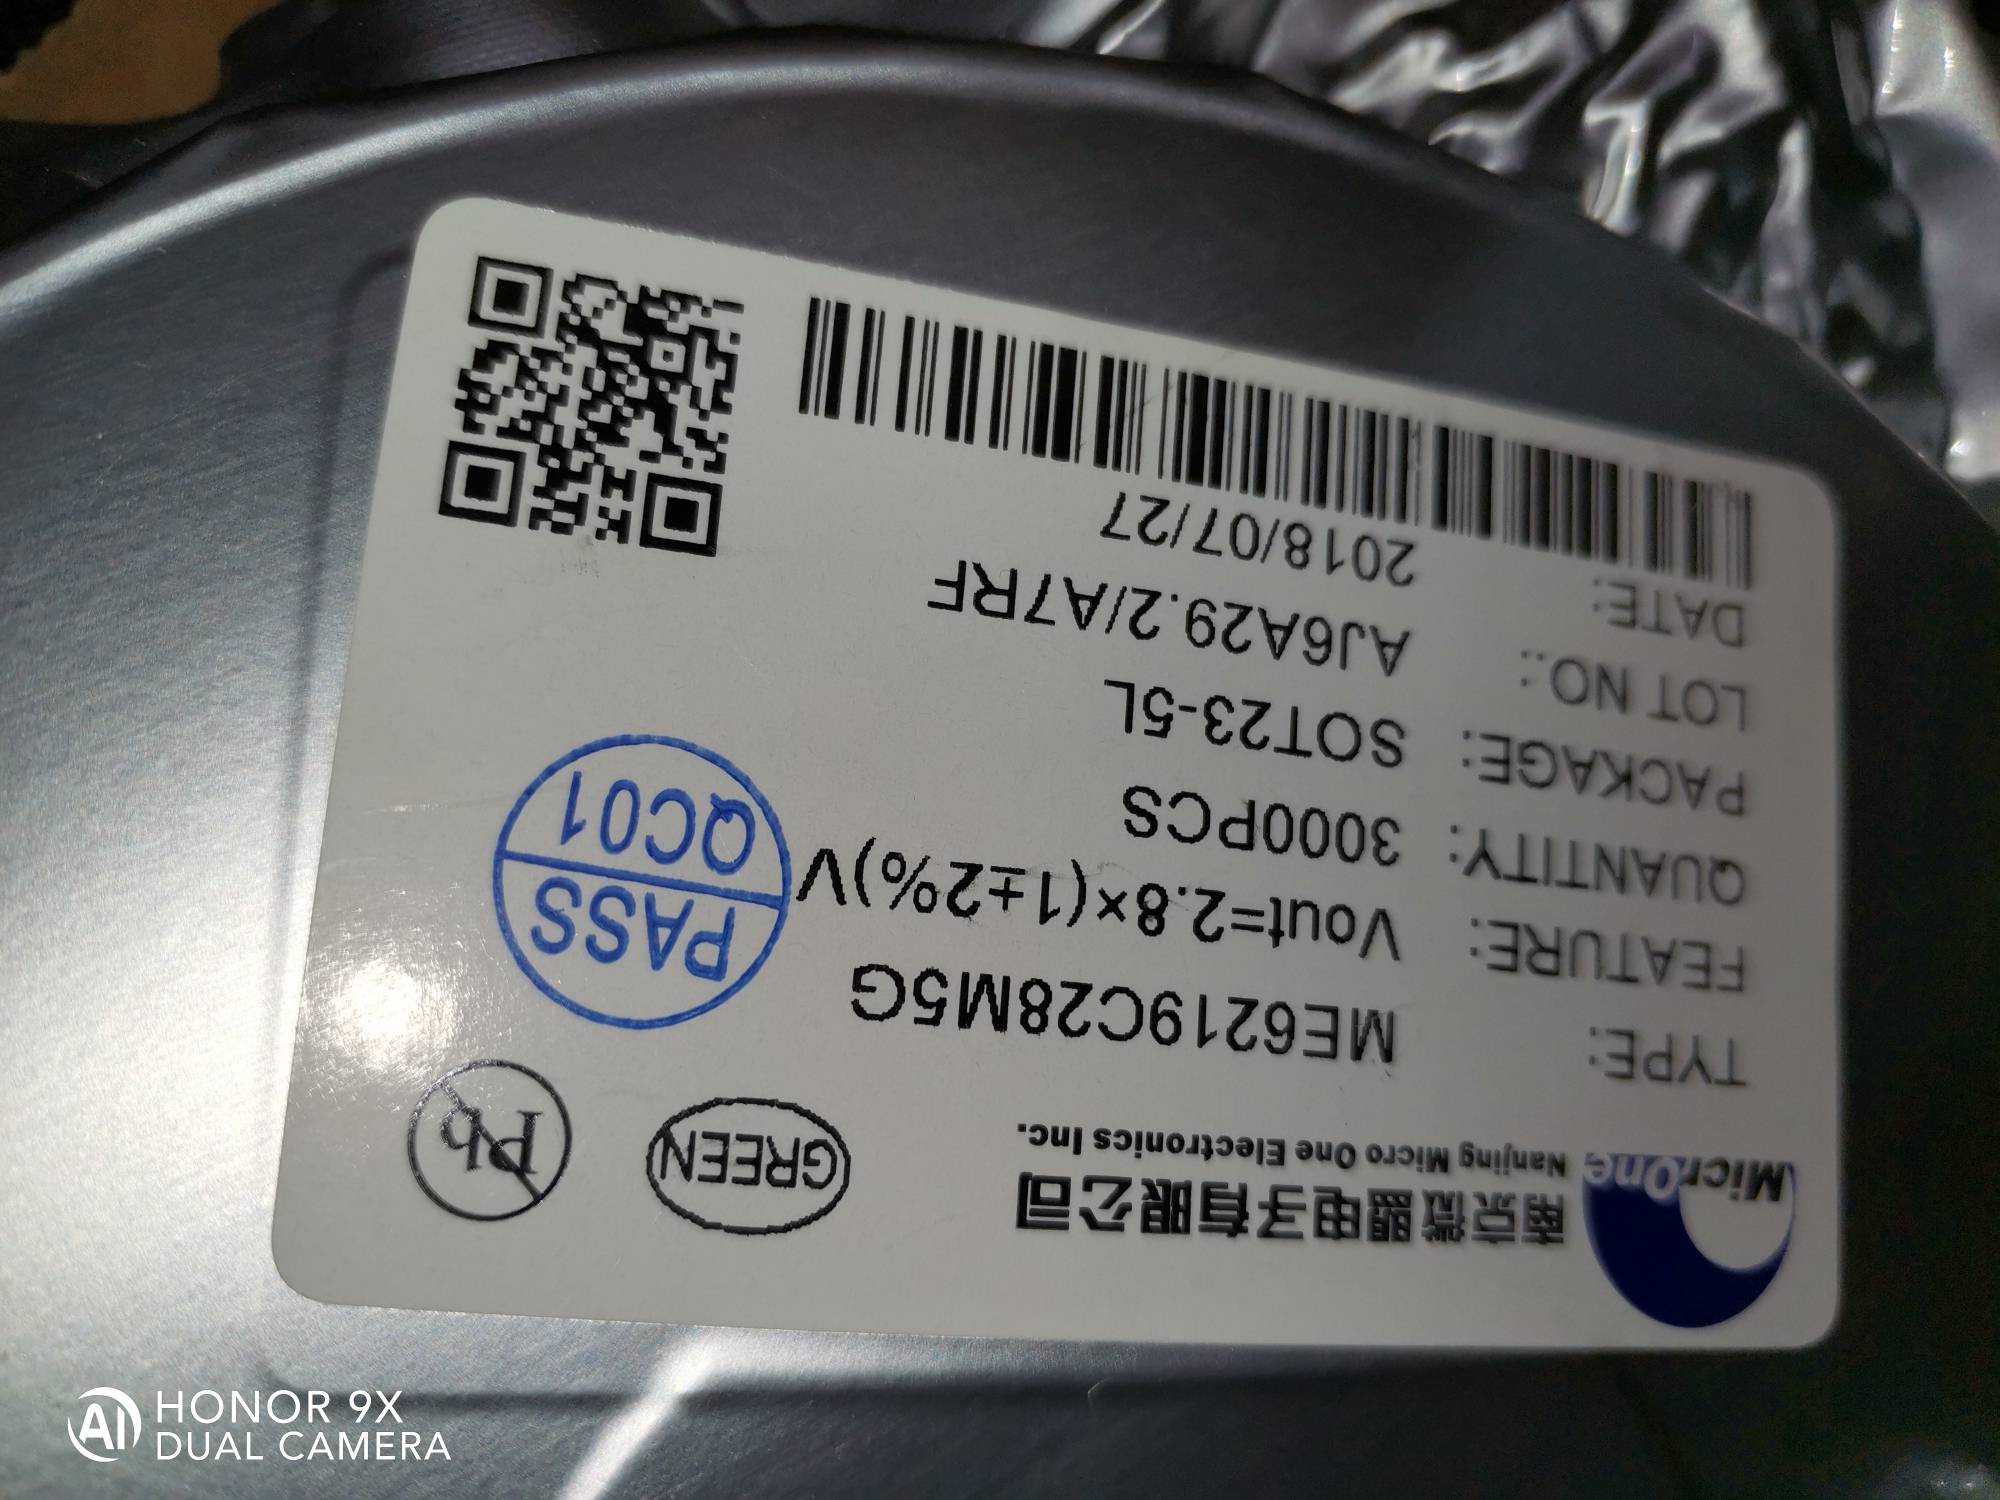 MicrOne
南京微盟电子有限公司
Nanjing Micro One Electronics Inc.
GREEN
Pb
TYPE: ME6219C28M5G
FEATURE: Vout=2.8×(1±2%)V
QUANTITY: 3000PCS
PACKAGE: SOT23-5L
LOT NO.: AJ6A29.2/A7RF
DATE: 2018/07/27
PASS
QC01
AI
HONOR 9X
DUAL CAMERA